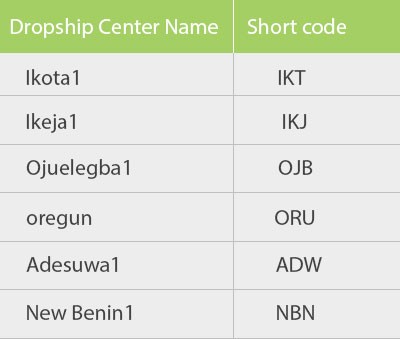 Dropship Center Name Short code
Ikota1 IKT
Ikeja1 IKJ
Ojuelegba1 OJB
oregun ORU
Adesuwa1 ADW
New Benin1 NBN